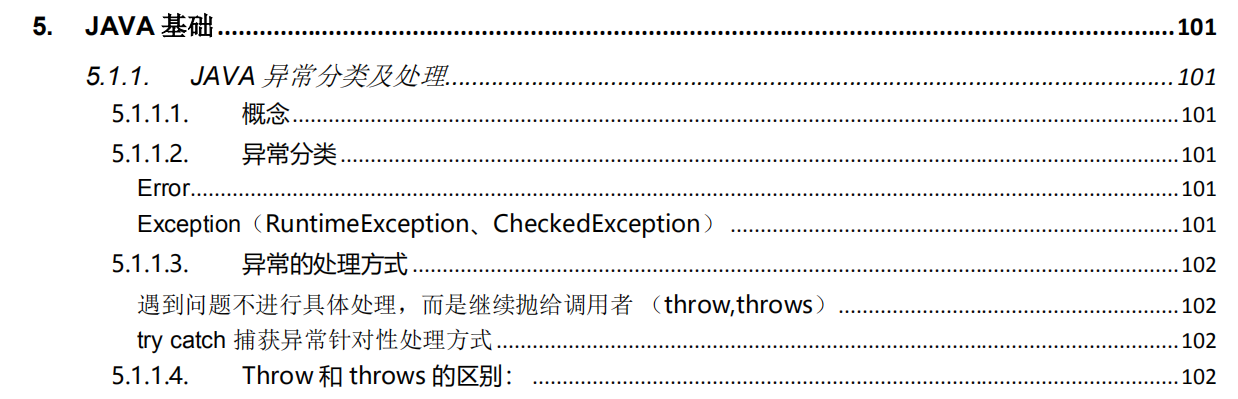 5. JAVA 基础....................101
5.1.1. JAVA 异常分类及处理....................101
5.1.1.1. 概念....................101
5.1.1.2. 异常分类....................101
Error....................101
Exception（RuntimeException、CheckedException）....................101
5.1.1.3. 异常的处理方式....................102
遇到问题不进行具体处理，而是继续抛给调用者 （throw,throws）....................102
try catch 捕获异常针对性处理方式....................102
5.1.1.4. Throw 和 throws 的区别：....................102